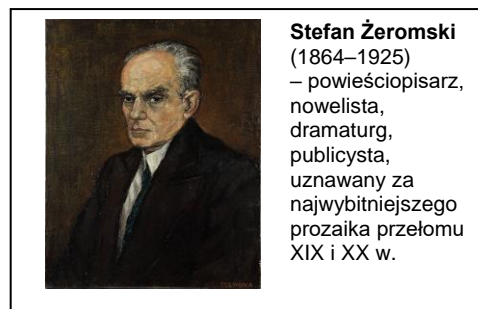 Stefan Żeromski
(1864–1925)
– powieściopisarz,
nowelista,
dramaturg,
publicysta,
uznawany za
najwybitniejszego
prozaika przełomu
XIX i XX w.